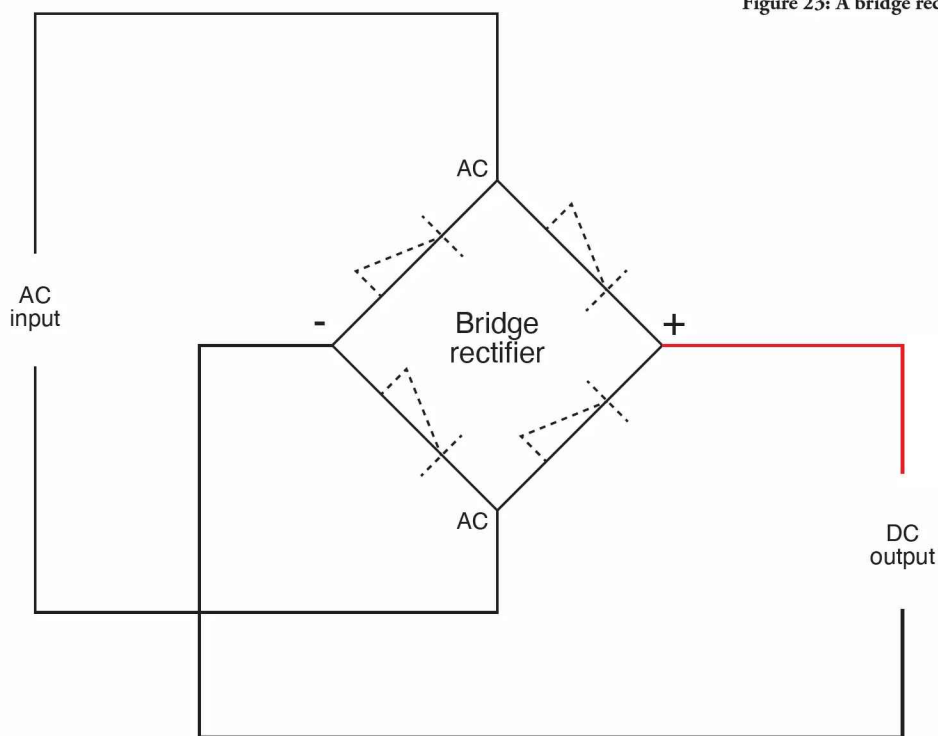 Figure 23: A bridge rec
AC
AC
input
-
Bridge
rectifier
+
AC
DC
output